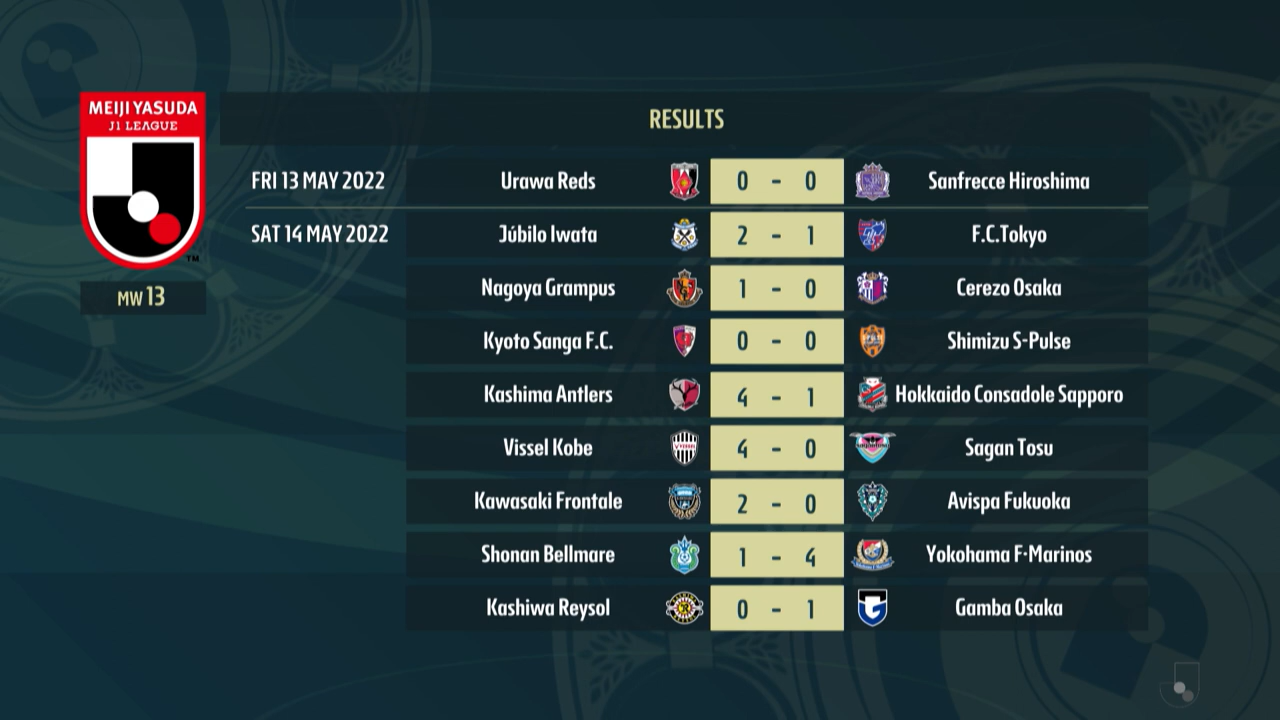 MEIJI YASUDA
J1 LEAGUE
TM
MW 13
RESULTS
FRI 13 MAY 2022 Urawa Reds 0 - 0 Sanfrecce Hiroshima
SAT 14 MAY 2022 Júbilo Iwata 2 - 1 F.C.Tokyo
Nagoya Grampus 1 - 0 Cerezo Osaka
Kyoto Sanga F.C. 0 - 0 Shimizu S-Pulse
Kashima Antlers 4 - 1 Hokkaido Consadole Sapporo
Vissel Kobe 4 - 0 Sagan Tosu
Kawasaki Frontale 2 - 0 Avispa Fukuoka
Shonan Bellmare 1 - 4 Yokohama F·Marinos
Kashiwa Reysol 0 - 1 Gamba Osaka